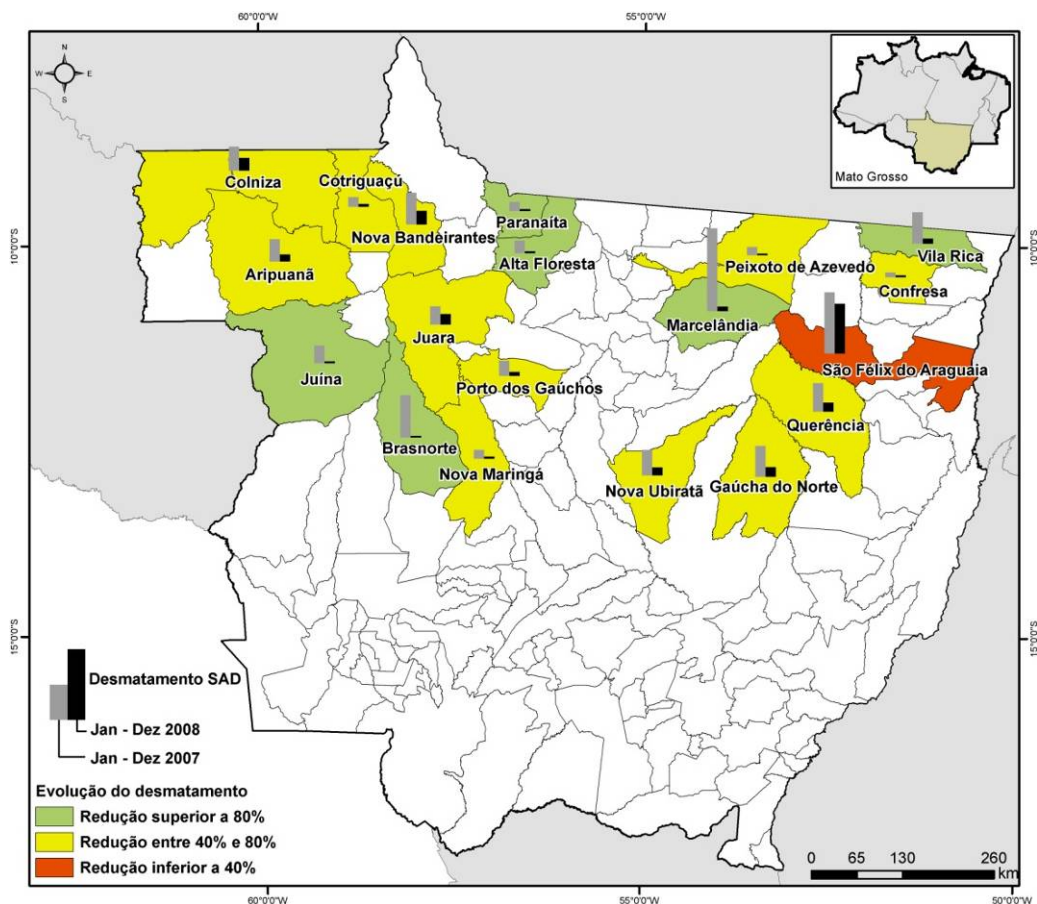 60°0'0"W
55°0'0"W
N
W
E
S
Mato Grosso
Colniza
Cotriguaçú
Nova Bandeirantes
Paranaíta
Alta Floresta
10°0'0"S
10°0'0"S
Aripuanã
Peixoto de Azevedo
Vila Rica
Confresa
Marcelândia
Juara
São Félix do Araguaia
Juína
Porto dos Gaúchos
Querência
Brasnorte
Nova Maringá
Nova Ubiratã
Gaúcha do Norte
15°0'0"S
15°0'0"S
Desmatamento SAD
Jan - Dez 2008
Jan - Dez 2007
Evolução do desmatamento
Redução superior a 80%
Redução entre 40% e 80%
Redução inferior a 40%
0 65 130 260
km
60°0'0"W
55°0'0"W
50°0'0"W